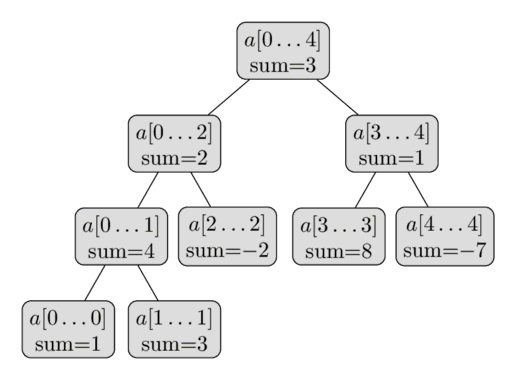 a[0…4]
sum=3
a[0…2]
sum=2
a[3…4]
sum=1
a[0…1]
sum=4
a[2…2]
sum=−2
a[3…3]
sum=8
a[4…4]
sum=−7
a[0…0]
sum=1
a[1…1]
sum=3